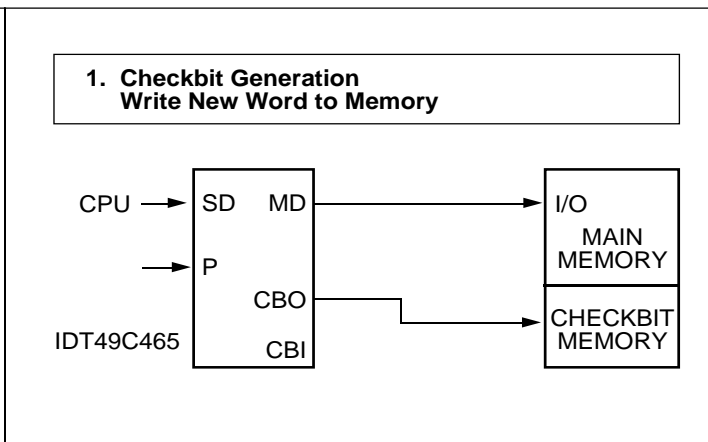 1. Checkbit Generation
Write New Word to Memory
CPU
SD
MD
I/O
MAIN
MEMORY
P
CBO
CHECKBIT
MEMORY
IDT49C465
CBI